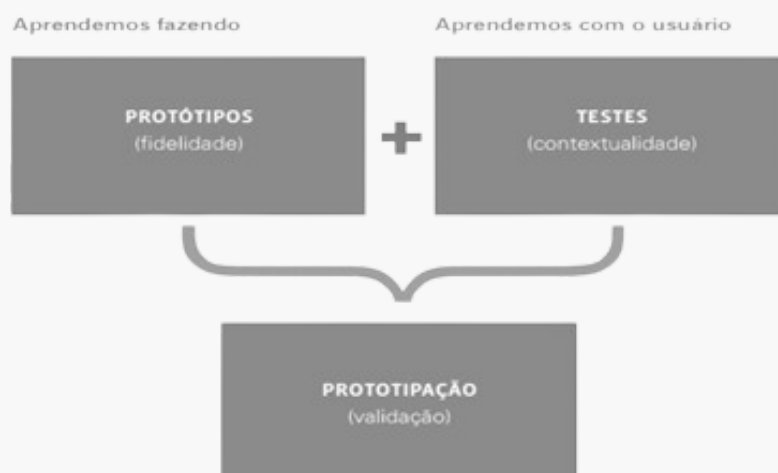 Aprendemos fazendo
Aprendemos com o usuário
PROTÓTIPOS
(fidelidade)
+
TESTES
(contextualidade)
PROTOTIPAÇÃO
(validação)